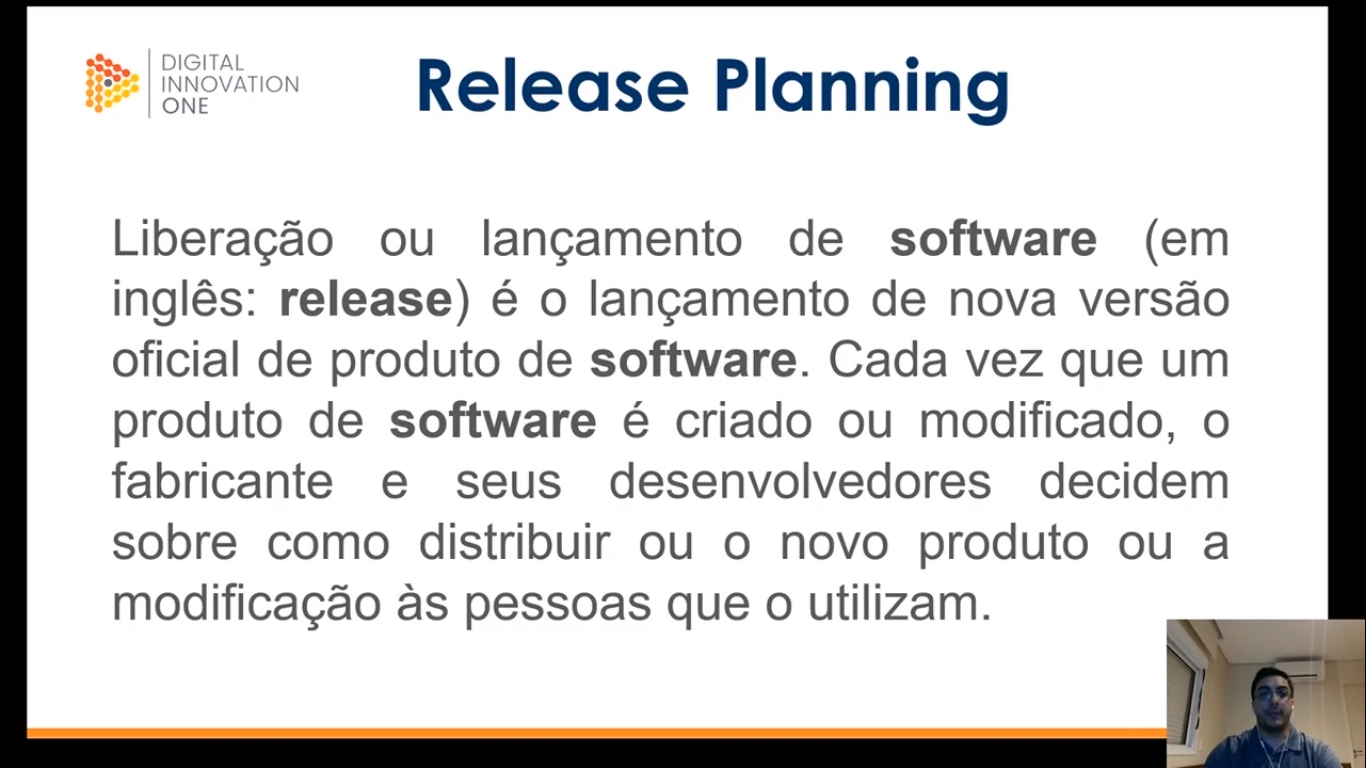 DIGITAL
INNOVATION
ONE
Release Planning
Liberação ou lançamento de software (em
inglês: release) é o lançamento de nova versão
oficial de produto de software. Cada vez que um
produto de software é criado ou modificado, o
fabricante e seus desenvolvedores decidem
sobre como distribuir ou o novo produto ou a
modificação às pessoas que o utilizam.